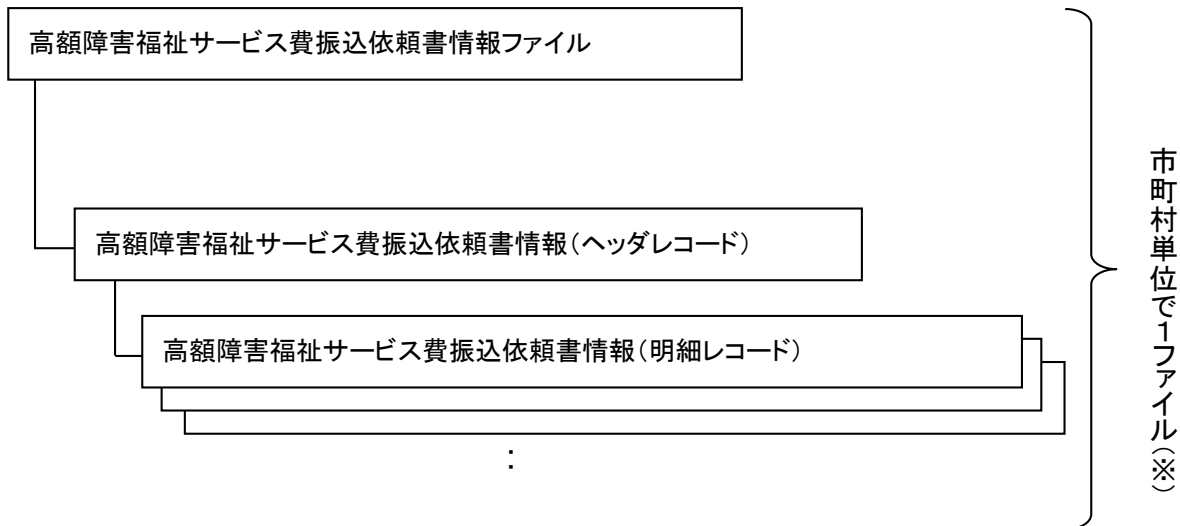 高額障害福祉サービス費振込依頼書情報ファイル
高額障害福祉サービス費振込依頼書情報（ヘッダレコード）
高額障害福祉サービス費振込依頼書情報（明細レコード）
：
市町村単位で１ファイル（※）